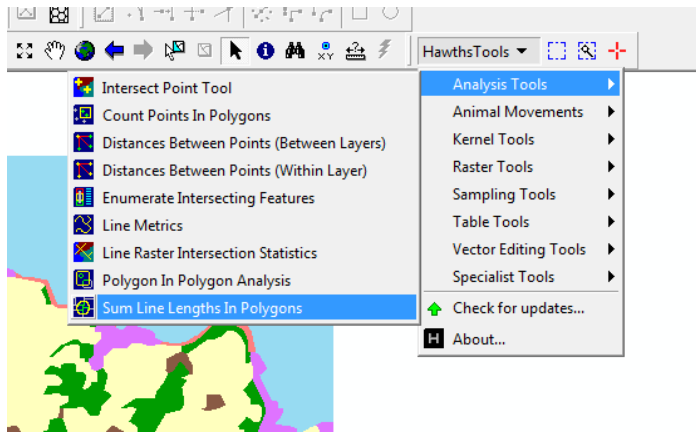 XY
?
HawthsTools
Intersect Point Tool
Count Points In Polygons
Distances Between Points (Between Layers)
Distances Between Points (Within Layer)
Enumerate Intersecting Features
Line Metrics
Line Raster Intersection Statistics
Polygon In Polygon Analysis
Sum Line Lengths In Polygons
Analysis Tools
Animal Movements
Kernel Tools
Raster Tools
Sampling Tools
Table Tools
Vector Editing Tools
Specialist Tools
Check for updates...
H About...